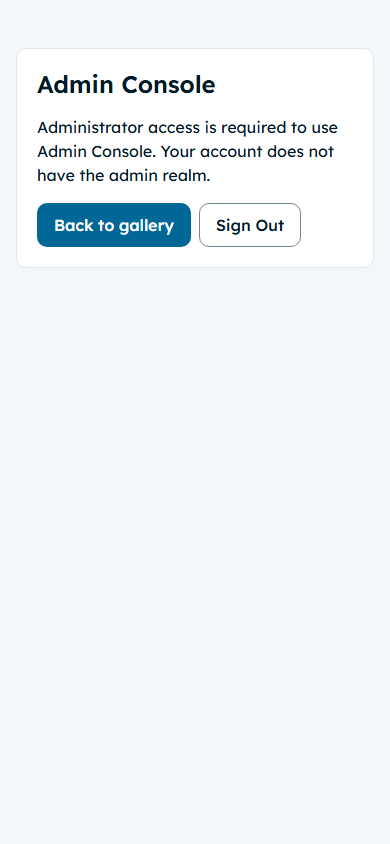 Admin Console
Administrator access is required to use
Admin Console. Your account does not
have the admin realm.
Back to gallery
Sign Out